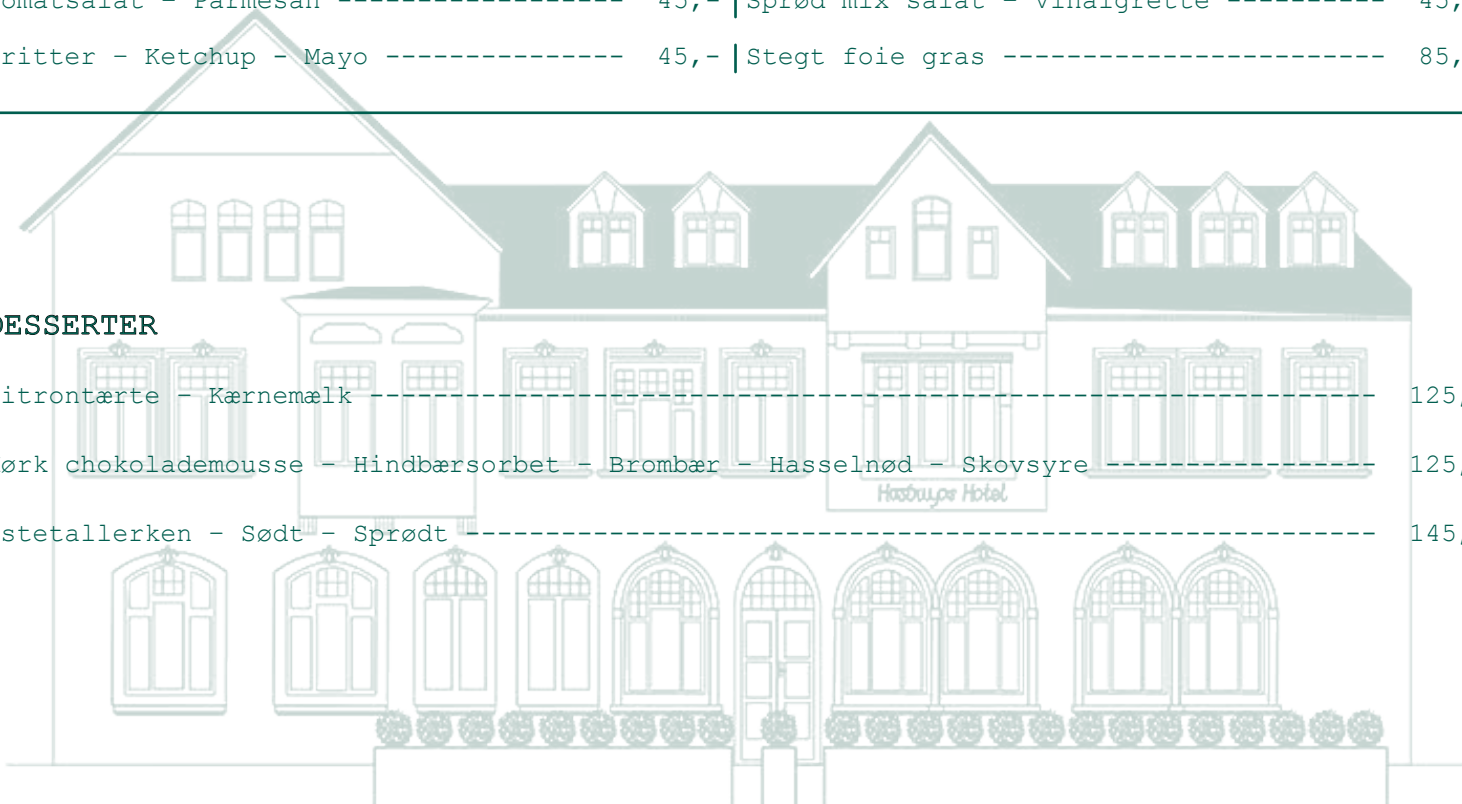 omatsalat – Parmesan ------------------ 45,- | Sprød mix salat – Vinaigrette ---------- 45,
ritter – Ketchup - Mayo --------------- 45,- | Stegt foie gras ------------------------ 85,
DESSERTER
itrontærte – Kærnemælk --------------------------------------------------------------- 125,
ørk chokolademousse – Hindbærsorbet – Brombær – Hasselnød – Skovsyre ----------------- 125,
Hotel
stetallerken – Sødt – Sprødt --------------------------------------------------------- 145,